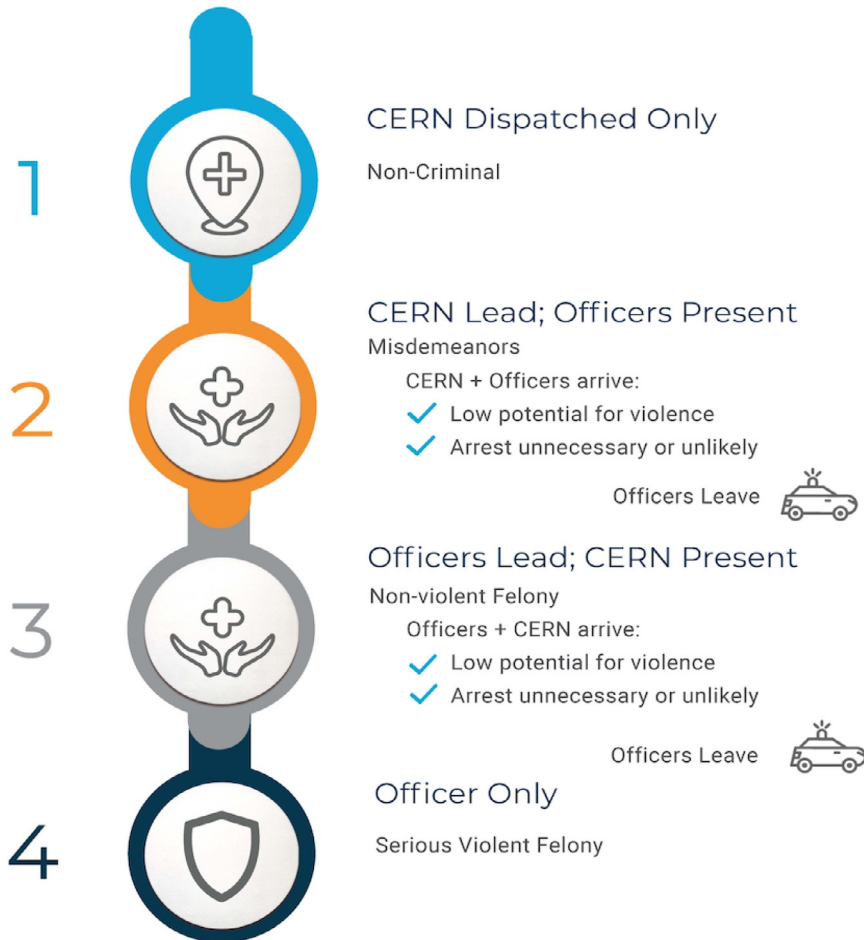 1
CERN Dispatched Only
Non-Criminal
2
CERN Lead; Officers Present
Misdemeanors
CERN + Officers arrive:
Low potential for violence
Arrest unnecessary or unlikely
Officers Leave
3
Officers Lead; CERN Present
Non-violent Felony
Officers + CERN arrive:
Low potential for violence
Arrest unnecessary or unlikely
Officers Leave
4
Officer Only
Serious Violent Felony